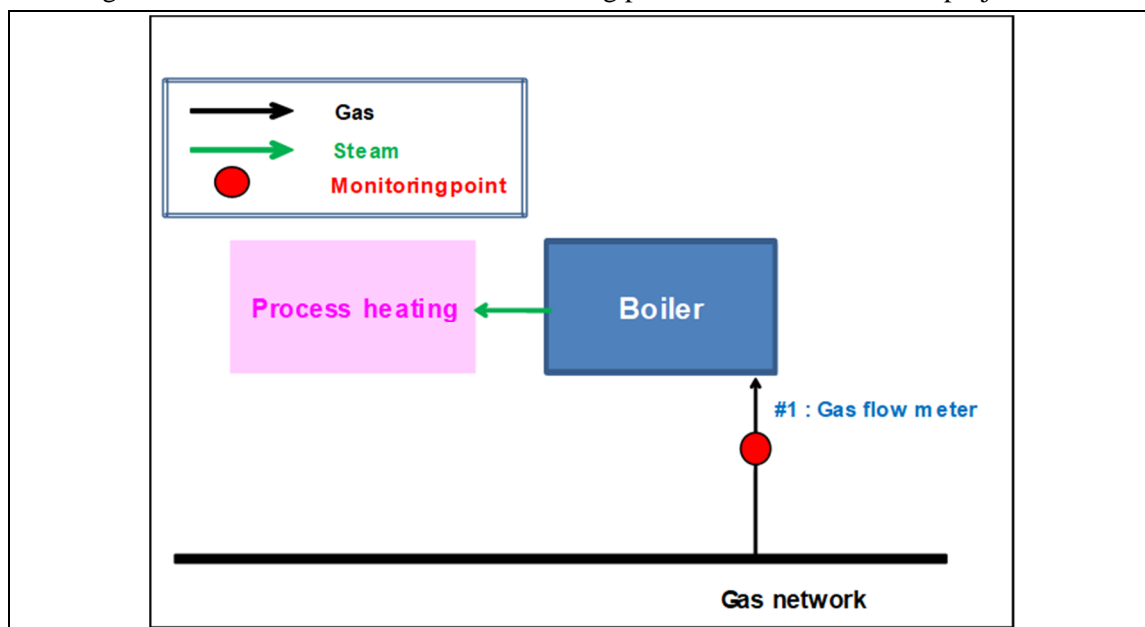 Gas
Steam
Monitoringpoint
Process heating
Boiler
#1 : Gas flow meter
Gas network